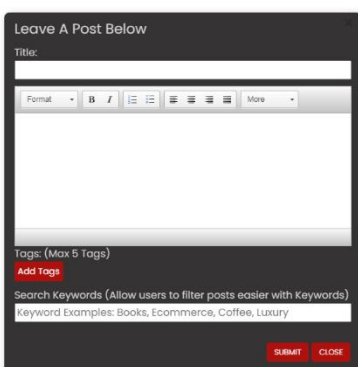 Leave A Post Below
Title:
Format B I More
Tags: (Max 5 Tags)
Add Tags
Search Keywords (Allow users to filter posts easier with Keywords)
Keyword Examples: Books, Ecommerce, Coffee, Luxury
SUBMIT CLOSE